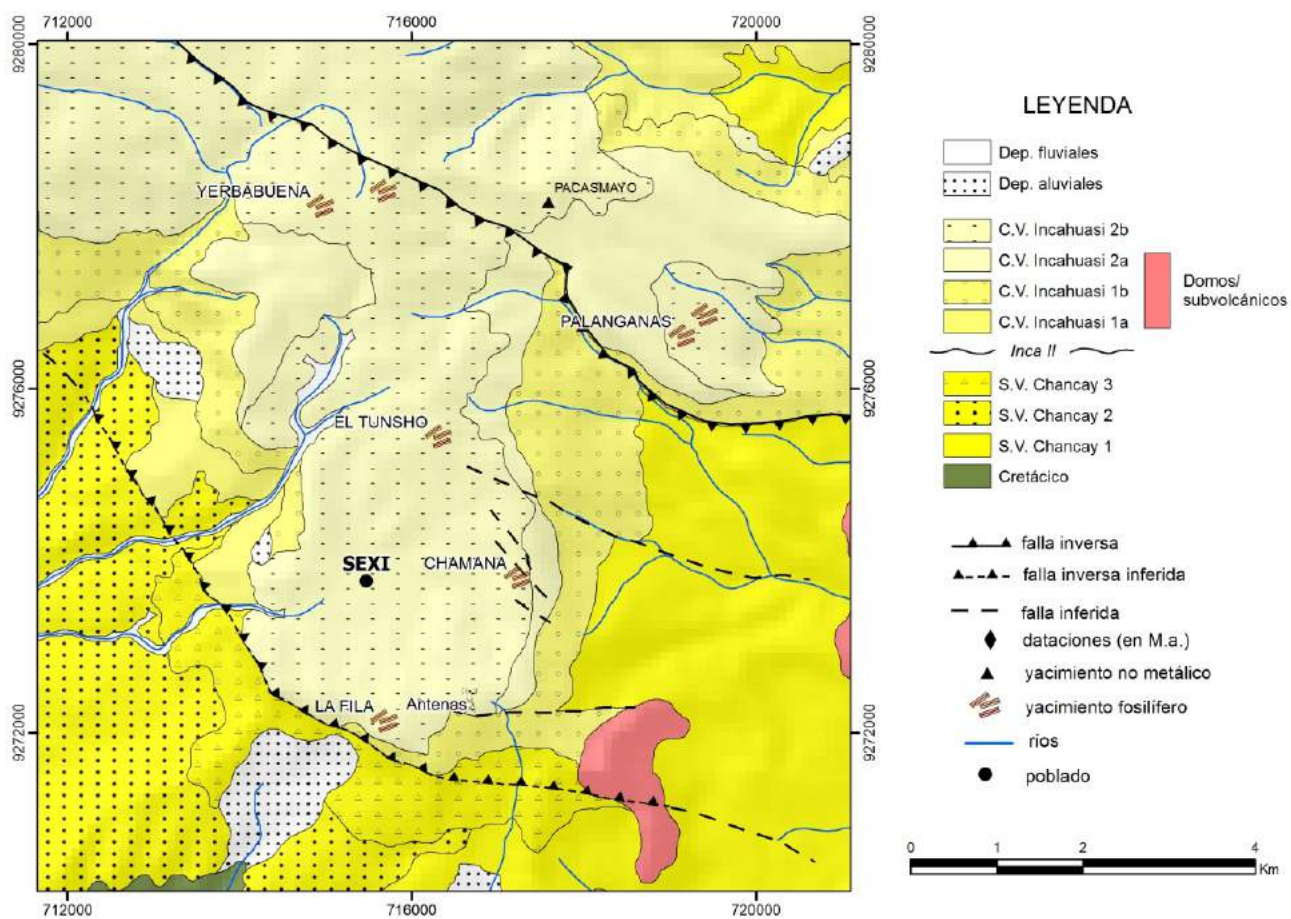 712000
716000
720000
9280000
9280000
YERBABUENA
PACASMAYO
PALANGANAS
9276000
9276000
EL TUNSHO
SEXI
CHAMANA
LA FILA
Antenas
9272000
9272000
712000
716000
720000
LEYENDA
Dep. fluviales
Dep. aluviales
C.V. Incahuasi 2b
C.V. Incahuasi 2a
C.V. Incahuasi 1b
C.V. Incahuasi 1a
Domos/
subvolcánicos
Inca II
S.V. Chancay 3
S.V. Chancay 2
S.V. Chancay 1
Cretácico
falla inversa
falla inversa inferida
falla inferida
dataciones (en M.a.)
yacimiento no metálico
yacimiento fosilífero
ríos
poblado
0 1 2 4
Km